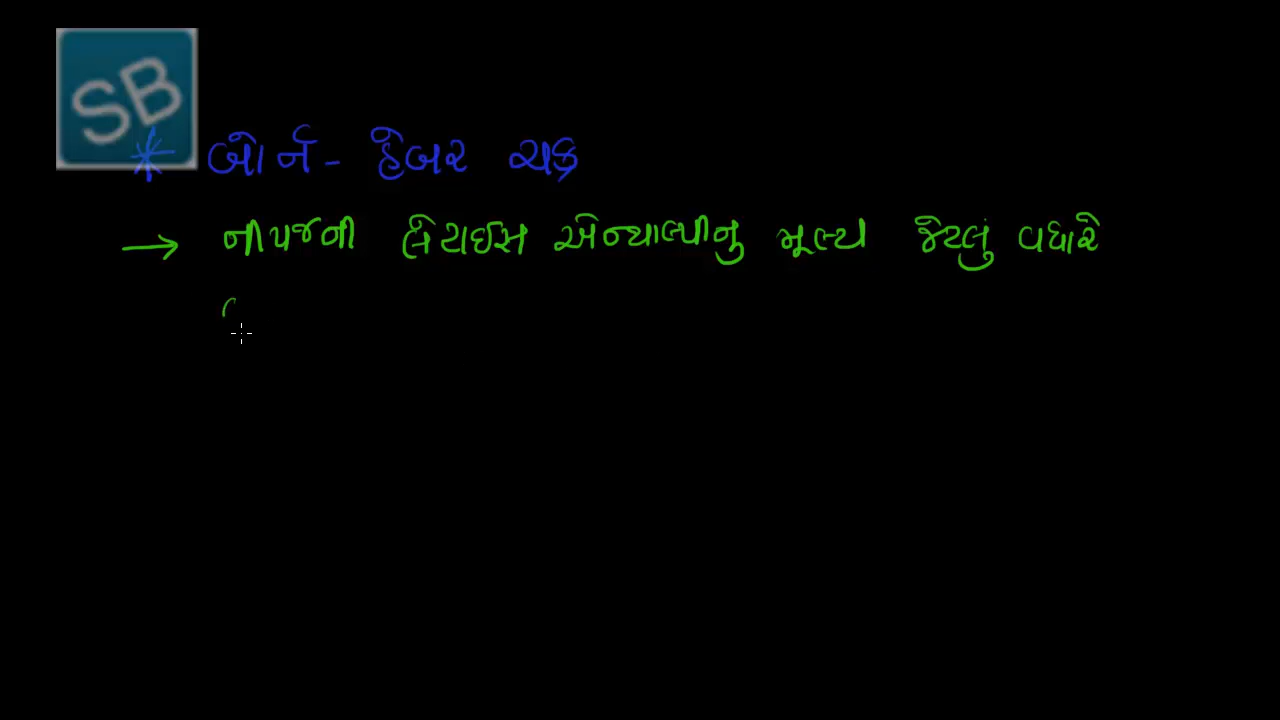 SB
* બોર્ન - હેબર ચક્ર
→ નીપજની લેટાઈસ એન્થાલ્પીનુ મૂલ્ય જેટલું વધારે